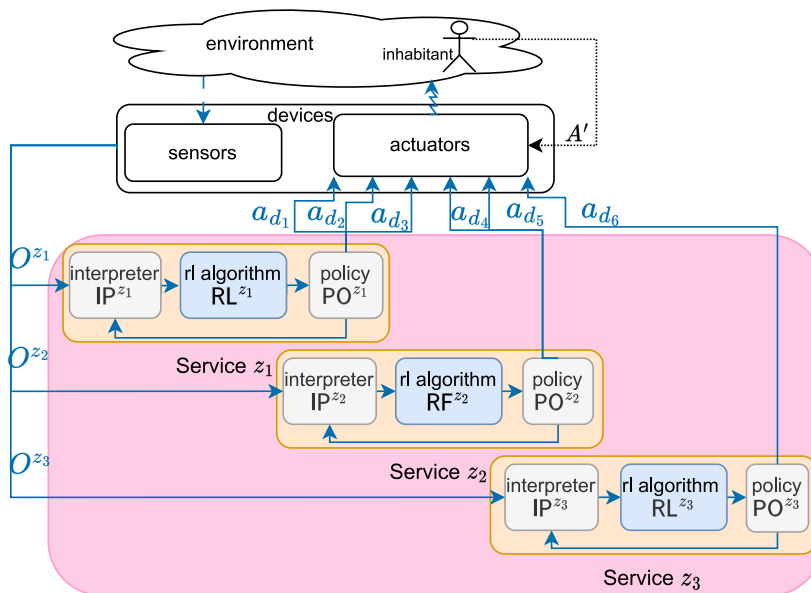 environment
inhabitant
devices
A′
sensors
actuators
a_{d_1} a_{d_2} a_{d_3} a_{d_4} a_{d_5} a_{d_6}
O^{z_1}
interpreter
IP^{z_1}
rl algorithm
RL^{z_1}
policy
PO^{z_1}
Service z_1
O^{z_2}
interpreter
IP^{z_2}
rl algorithm
RF^{z_2}
policy
PO^{z_2}
Service z_2
O^{z_3}
interpreter
IP^{z_3}
rl algorithm
RL^{z_3}
policy
PO^{z_3}
Service z_3